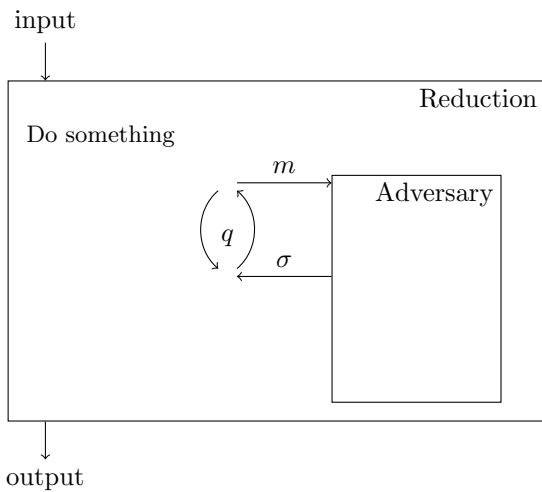 input
Reduction
Do something
m
Adversary
q
σ
output